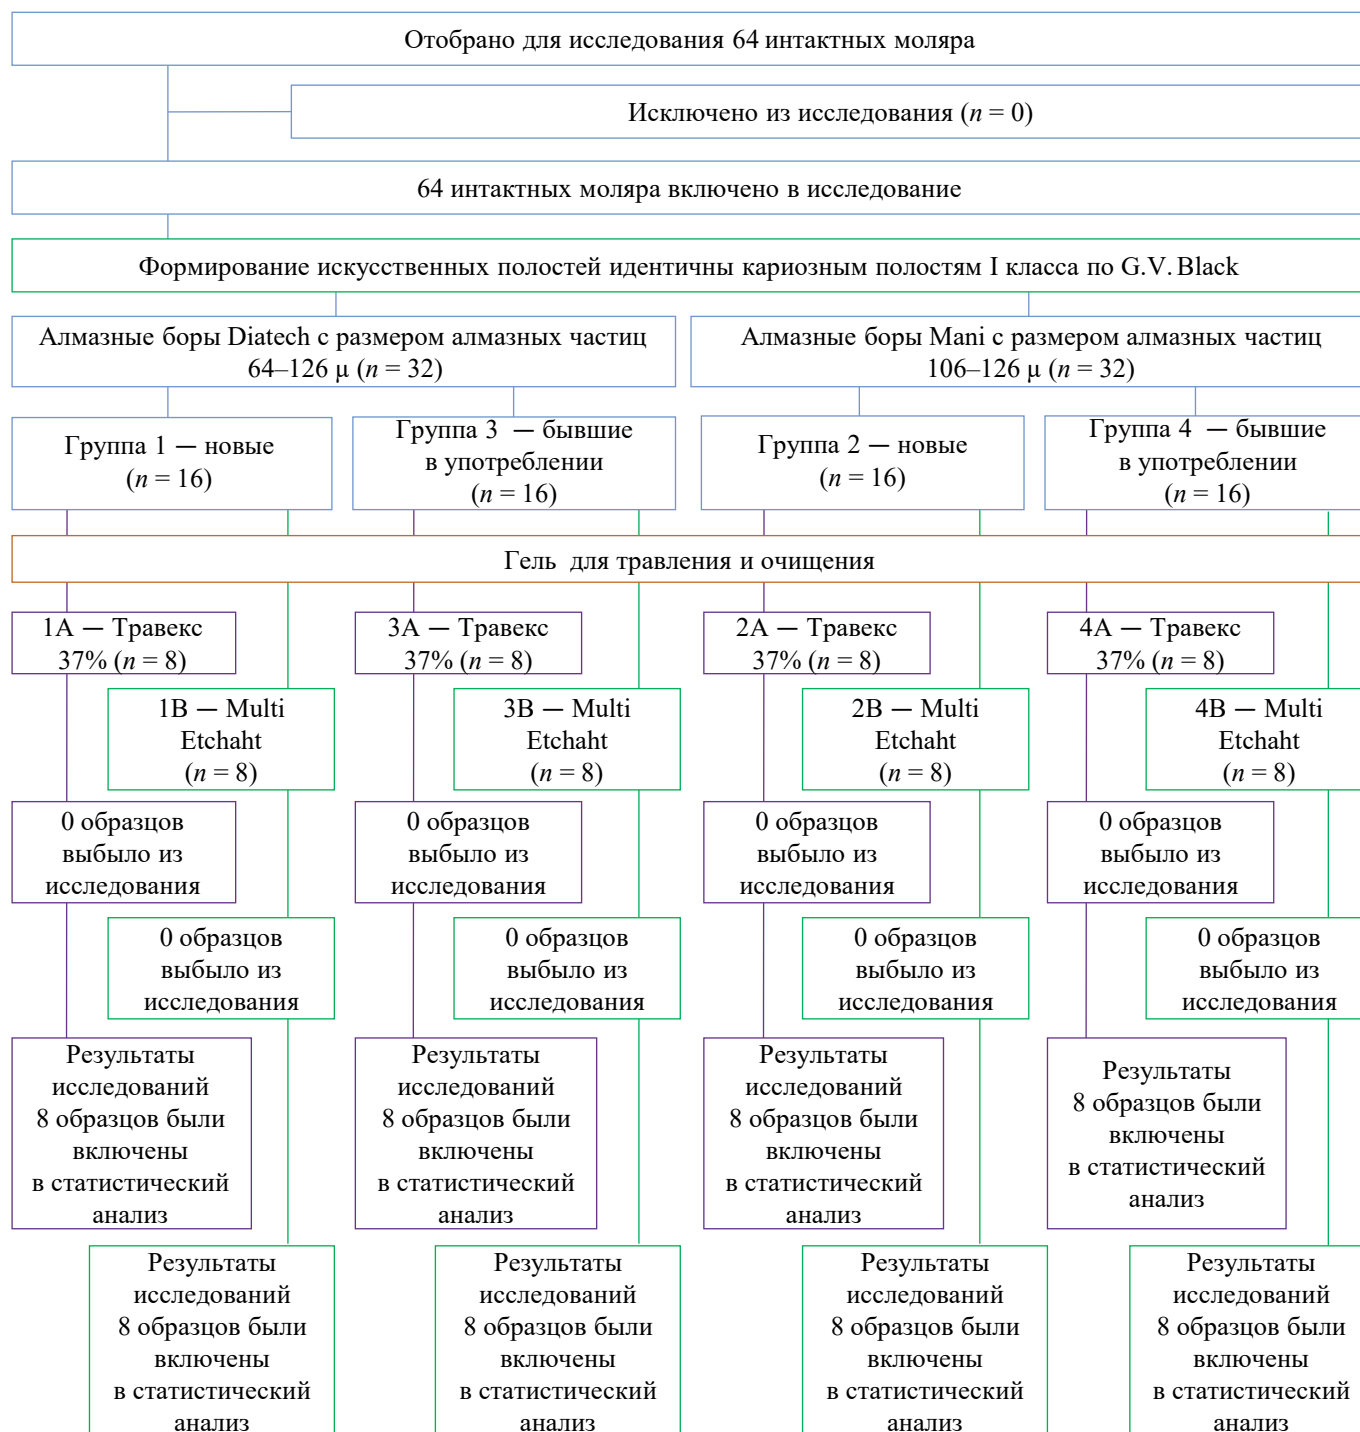 Отобрано для исследования 64 интактных моляра
Исключено из исследования (n = 0)
64 интактных моляра включено в исследование
Формирование искусственных полостей идентичны кариозным полостям I класса по G.V. Black
Алмазные боры Diatech с размером алмазных частиц
64–126 μ (n = 32)
Алмазные боры Mani с размером алмазных частиц
106–126 μ (n = 32)
Группа 1 — новые
(n = 16)
Группа 3 — бывшие
в употреблении
(n = 16)
Группа 2 — новые
(n = 16)
Группа 4 — бывшие
в употреблении
(n = 16)
Гель для травления и очищения
1A — Травекс
37% (n = 8)
3A — Травекс
37% (n = 8)
2A — Травекс
37% (n = 8)
4A — Травекс
37% (n = 8)
1B — Multi
Etchaht
(n = 8)
3B — Multi
Etchaht
(n = 8)
2B — Multi
Etchaht
(n = 8)
4B — Multi
Etchaht
(n = 8)
0 образцов
выбыло из
исследования
0 образцов
выбыло из
исследования
0 образцов
выбыло из
исследования
0 образцов
выбыло из
исследования
0 образцов
выбыло из
исследования
0 образцов
выбыло из
исследования
0 образцов
выбыло из
исследования
0 образцов
выбыло из
исследования
Результаты
исследований
8 образцов были
включены
в статистический
анализ
Результаты
исследований
8 образцов были
включены
в статистический
анализ
Результаты
исследований
8 образцов были
включены
в статистический
анализ
Результаты
8 образцов были
включены
в статистический
анализ
Результаты
исследований
8 образцов были
включены
в статистический
анализ
Результаты
исследований
8 образцов были
включены
в статистический
анализ
Результаты
исследований
8 образцов были
включены
в статистический
анализ
Результаты
исследований
8 образцов были
включены
в статистический
анализ